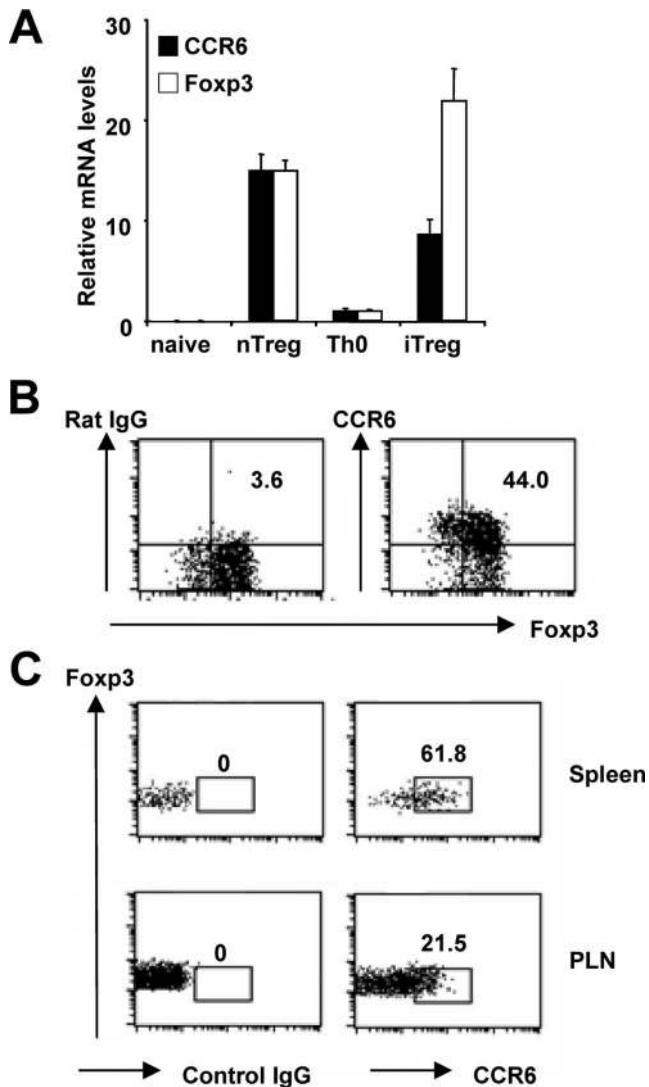 A
Relative mRNA levels
30
20
10
0
CCR6
Foxp3
naive nTreg Th0 iTreg
B
Rat IgG CCR6
3.6 44.0
Foxp3
C
Foxp3
0 61.8 Spleen
0 21.5 PLN
Control IgG CCR6